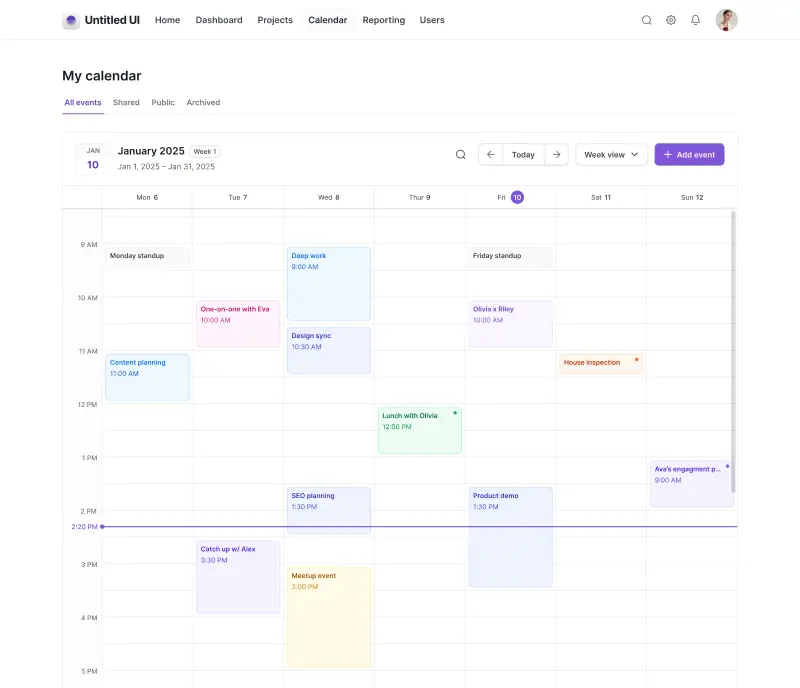 Untitled UI
Home
Dashboard
Projects
Calendar
Reporting
Users
My calendar
All events
Shared
Public
Archived
JAN
10
January 2025
Week 1
Jan 1, 2025 – Jan 31, 2025
Today
Week view
Add event
Mon 6
Tue 7
Wed 8
Thur 9
Fri 10
Sat 11
Sun 12
9 AM
Monday standup
Deep work
9:00 AM
Friday standup
10 AM
One-on-one with Eva
10:00 AM
Olivia x Riley
10:00 AM
Design sync
10:30 AM
11 AM
Content planning
11:00 AM
House inspection
12 PM
Lunch with Olivia
12:00 PM
1 PM
Ava's engagment p...
9:00 AM
SEO planning
1:30 PM
Product demo
1:30 PM
2 PM
2:20 PM
Catch up w/ Alex
3:30 PM
3 PM
Meetup event
3:00 PM
4 PM
5 PM